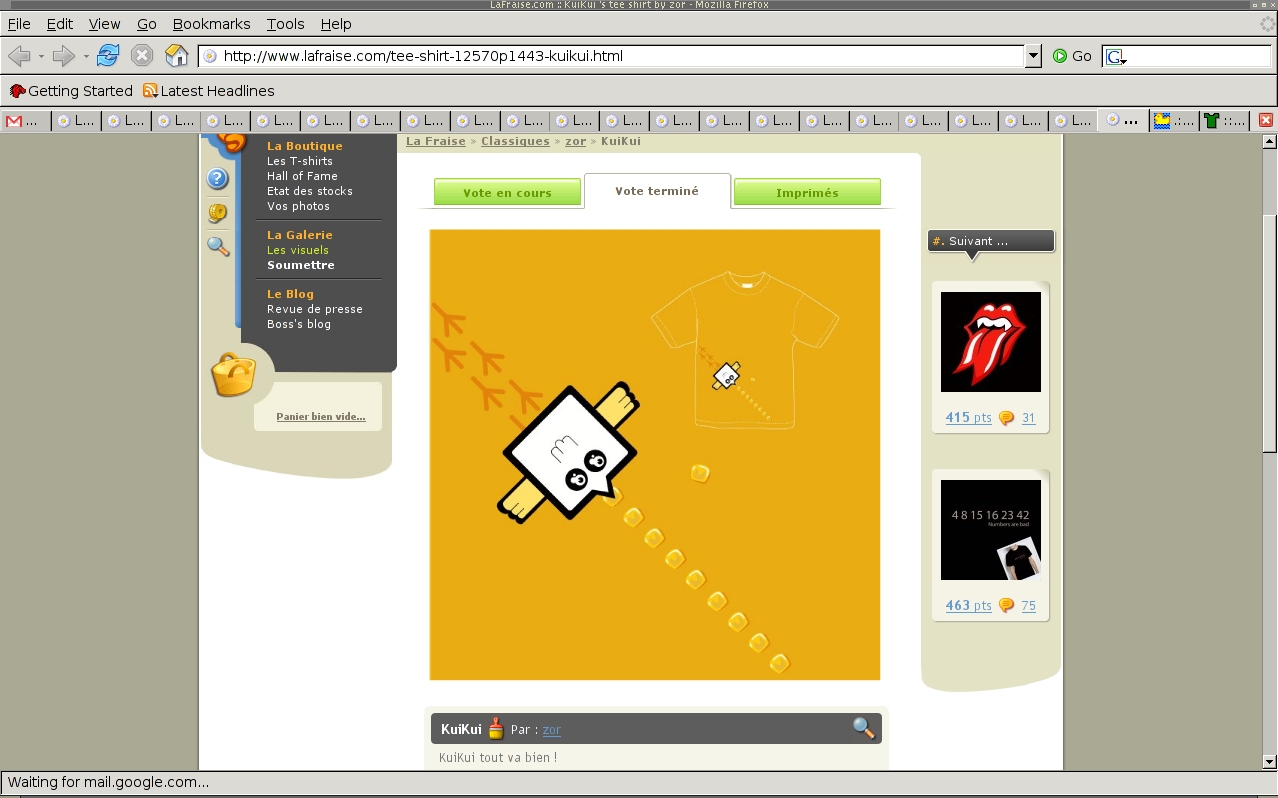 LaFraise.com :: KuiKui 's tee shirt by zor - Mozilla Firefox
File Edit View Go Bookmarks Tools Help
http://www.lafraise.com/tee-shirt-12570p1443-kuikui.html
Go
G
Getting Started Latest Headlines
... L... L... L... L... L... L... L... L... L... L... L... L... L... L... L... L... L... L... L... L... L... ... .:... ::...
La Boutique
Les T-shirts
Hall of Fame
Etat des stocks
Vos photos
La Galerie
Les visuels
Soumettre
Le Blog
Revue de presse
Boss's blog
Panier bien vide...
La Fraise » Classiques » zor » KuiKui
Vote en cours Vote terminé Imprimés
#. Suivant ...
415 pts 31
4 8 15 16 23 42
Numbers are bad
463 pts 75
KuiKui Par : zor
KuiKui tout va bien !
Waiting for mail.google.com...